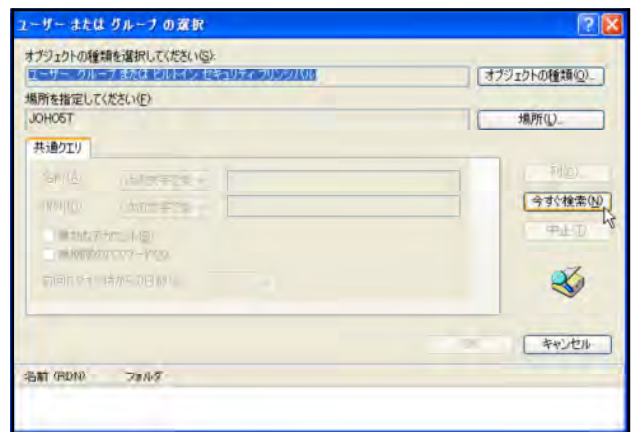 ユーザー または グループ の選択
オブジェクトの種類を選択してください(S):
ユーザー、グループ または ビルトイン セキュリティ プリンシパル
オブジェクトの種類(O)...
場所を指定してください(F):
JOHO5T
場所(L)...
共通クエリ
列(C)...
今すぐ検索(N)
中止(T)
OK
キャンセル
名前 (RDN)
フォルダ